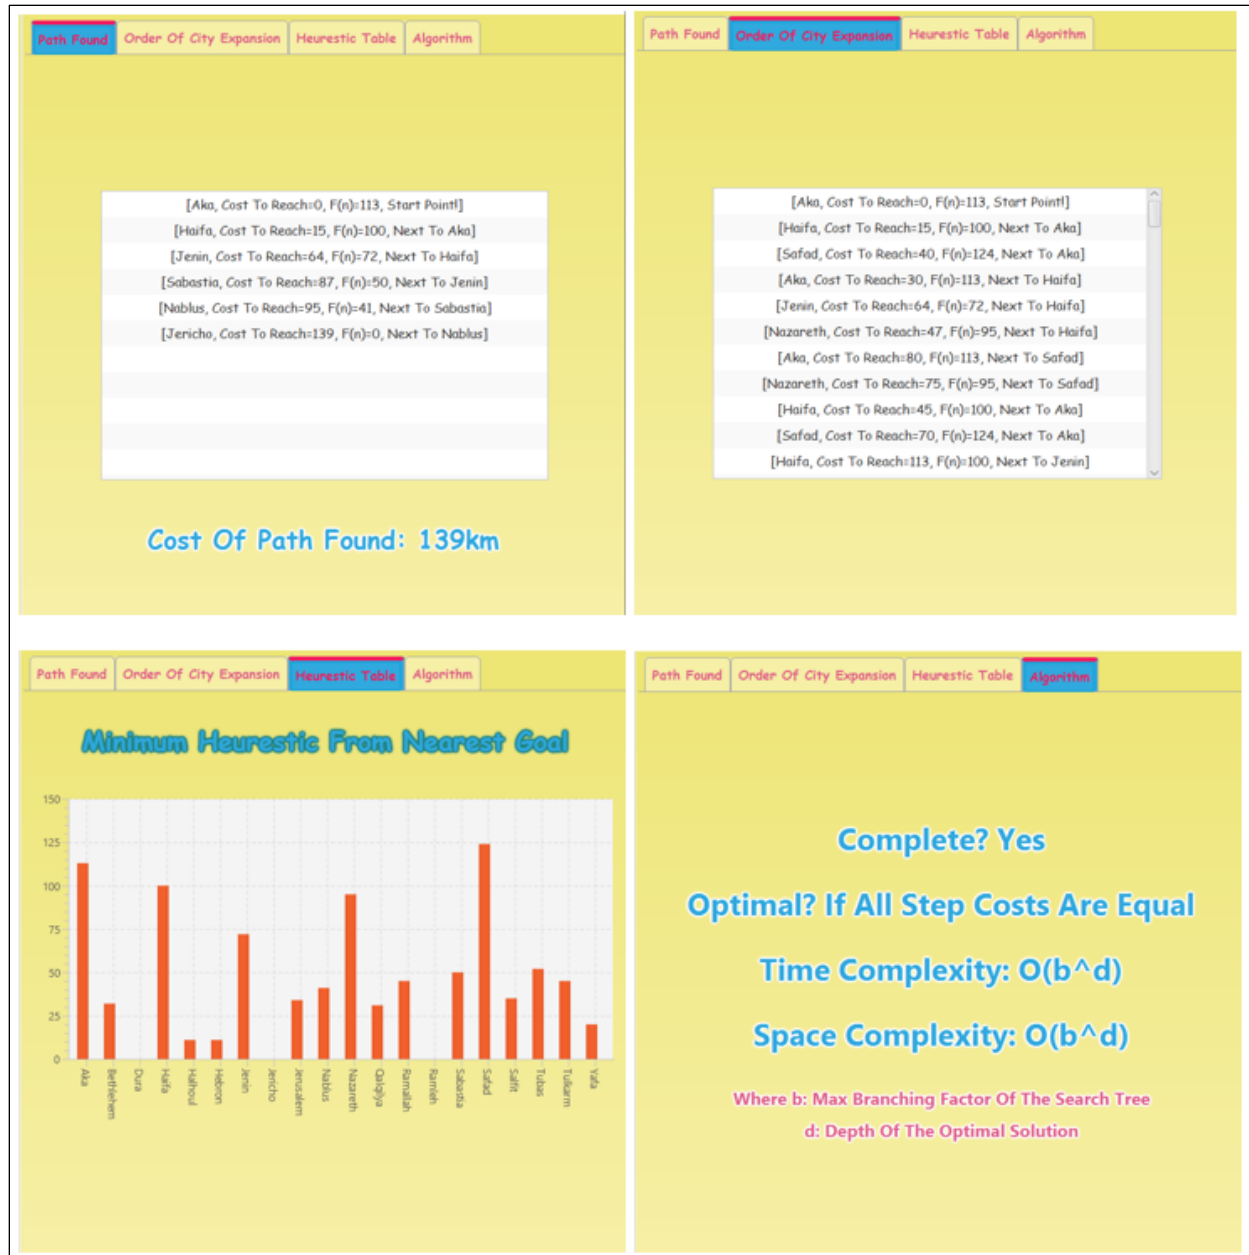 Path Found Order Of City Expansion Heurestic Table Algorithm
[Aka, Cost To Reach=0, F(n)=113, Start Point!]
[Haifa, Cost To Reach=15, F(n)=100, Next To Aka]
[Jenin, Cost To Reach=64, F(n)=72, Next To Haifa]
[Sabastia, Cost To Reach=87, F(n)=50, Next To Jenin]
[Nablus, Cost To Reach=95, F(n)=41, Next To Sabastia]
[Jericho, Cost To Reach=139, F(n)=0, Next To Nablus]
Cost Of Path Found: 139km
Path Found Order Of City Expansion Heurestic Table Algorithm
[Aka, Cost To Reach=0, F(n)=113, Start Point!]
[Haifa, Cost To Reach=15, F(n)=100, Next To Aka]
[Safad, Cost To Reach=40, F(n)=124, Next To Aka]
[Aka, Cost To Reach=30, F(n)=113, Next To Haifa]
[Jenin, Cost To Reach=64, F(n)=72, Next To Haifa]
[Nazareth, Cost To Reach=47, F(n)=95, Next To Haifa]
[Aka, Cost To Reach=80, F(n)=113, Next To Safad]
[Nazareth, Cost To Reach=75, F(n)=95, Next To Safad]
[Haifa, Cost To Reach=45, F(n)=100, Next To Aka]
[Safad, Cost To Reach=70, F(n)=124, Next To Aka]
[Haifa, Cost To Reach=113, F(n)=100, Next To Jenin]
Path Found Order Of City Expansion Heurestic Table Algorithm
Minimum Heurestic From Nearest Goal
150
125
100
75
50
25
0
Aka
Bethlehem
Dura
Haifa
Halhoul
Hebron
Jenin
Jericho
Jerusalem
Nablus
Nazareth
Qalqilya
Ramallah
Ramleh
Sabastia
Safad
Salfit
Tubas
Tulkarm
Yafa
Path Found Order Of City Expansion Heurestic Table Algorithm
Complete? Yes
Optimal? If All Step Costs Are Equal
Time Complexity: O(b^d)
Space Complexity: O(b^d)
Where b: Max Branching Factor Of The Search Tree
d: Depth Of The Optimal Solution